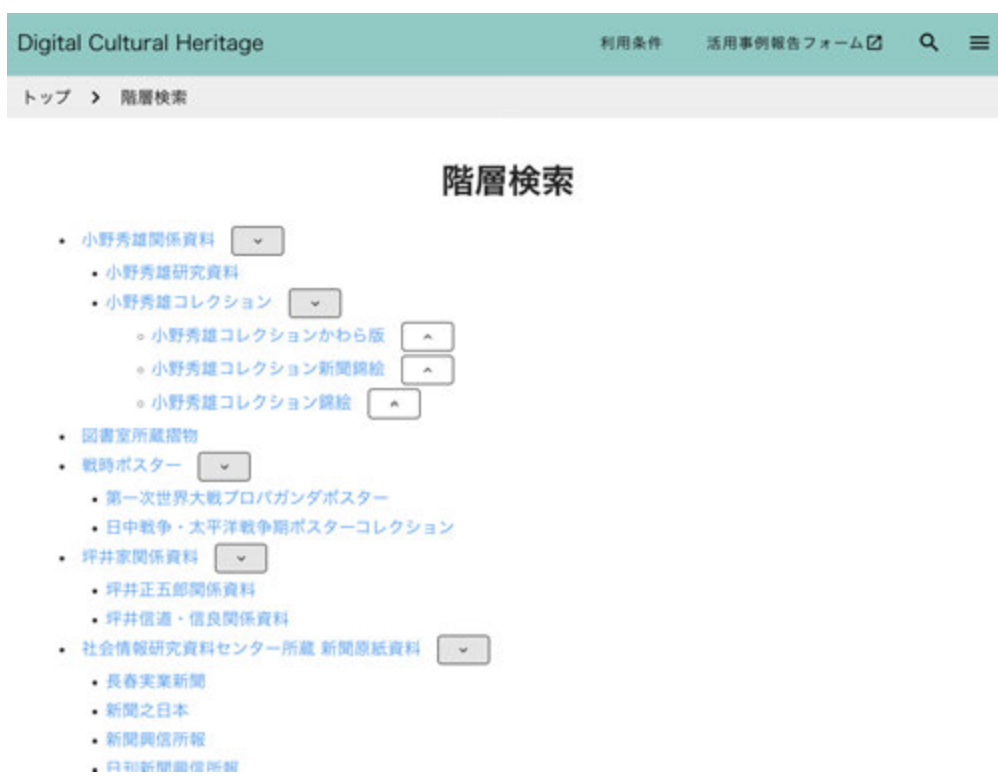 Digital Cultural Heritage 利用条件 活用事例報告フォーム
トップ > 階層検索
階層検索
小野秀雄関係資料
小野秀雄研究資料
小野秀雄コレクション
小野秀雄コレクションかわら版
小野秀雄コレクション新聞錦絵
小野秀雄コレクション錦絵
図書室所蔵摺物
戦時ポスター
第一次世界大戦プロパガンダポスター
日中戦争・太平洋戦争期ポスターコレクション
坪井家関係資料
坪井正五郎関係資料
坪井信道・信良関係資料
社会情報研究資料センター所蔵 新聞原紙資料
長春実業新聞
新聞之日本
新聞興信所報
日刊新聞興信所報